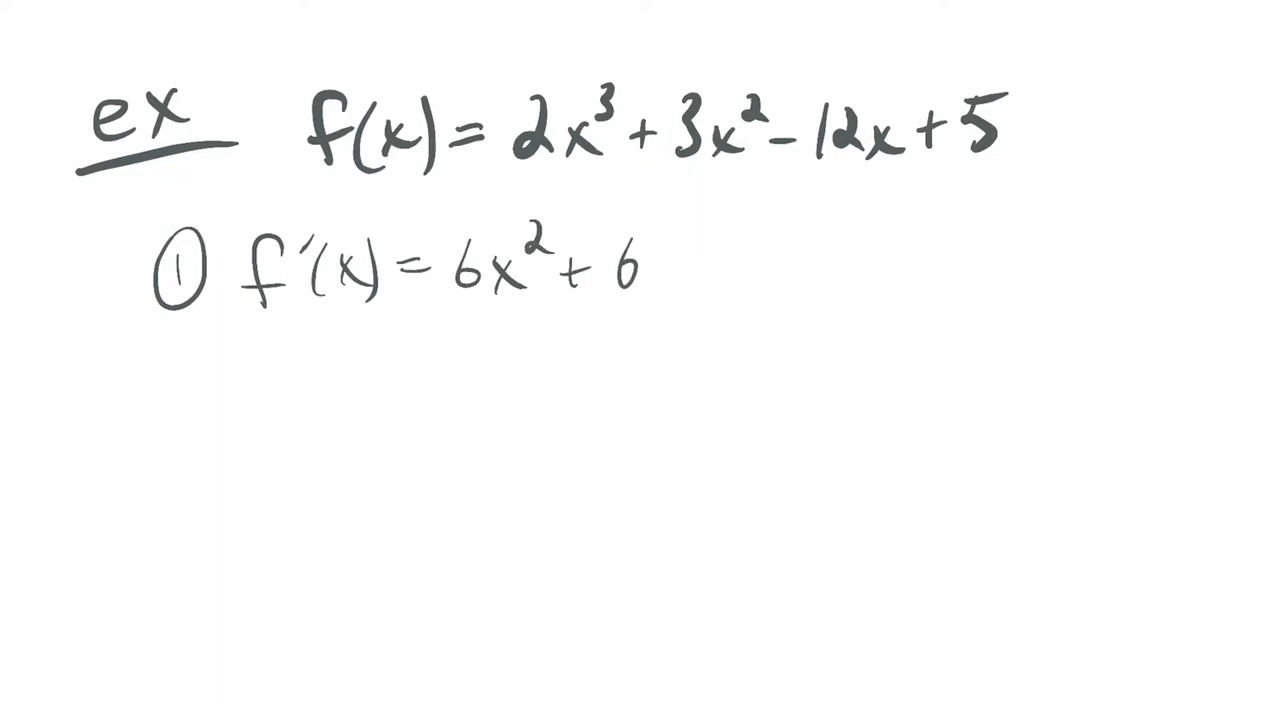 ex f(x) = 2x³ + 3x² - 12x + 5
① f'(x) = 6x² + 6